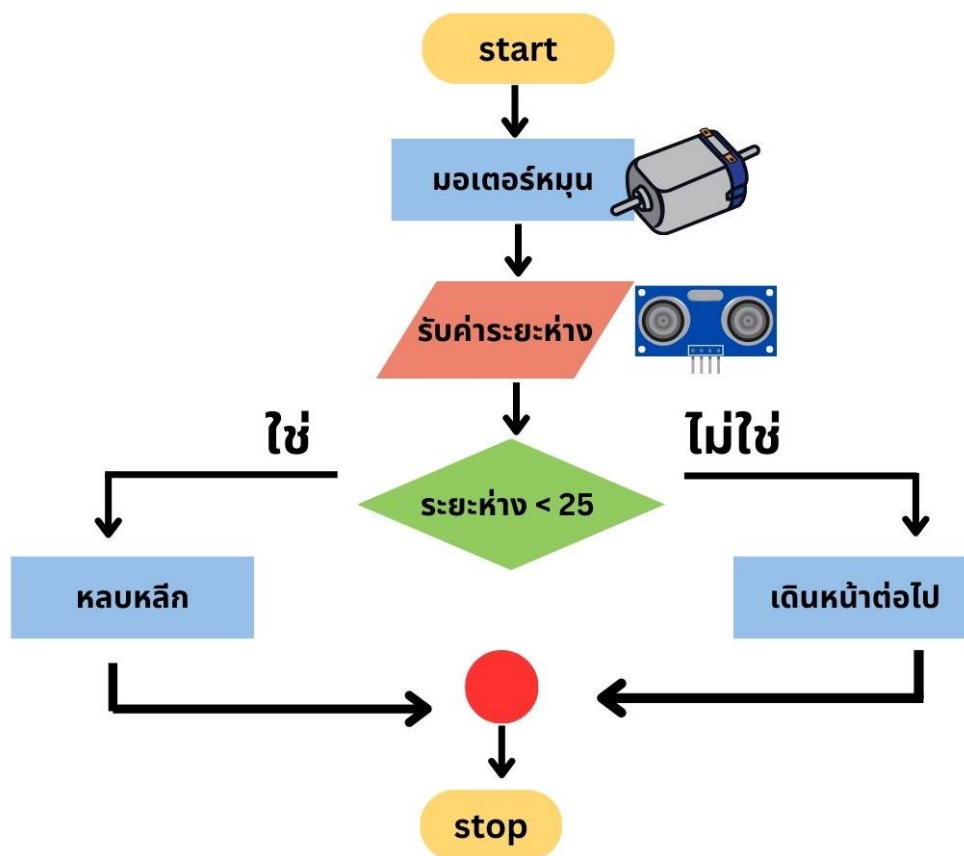 start
มอเตอร์หมุน
รับค่าระยะห่าง
ใช่
ไม่ใช่
ระยะห่าง < 25
หลบหลีก
เดินหน้าต่อไป
stop